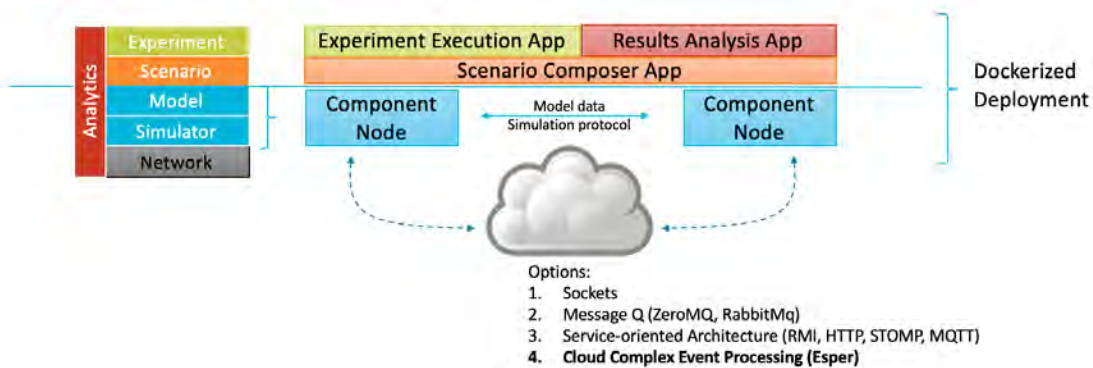 Analytics
Experiment
Scenario
Model
Simulator
Network
Experiment Execution App
Results Analysis App
Scenario Composer App
Component
Node
Model data
Simulation protocol
Component
Node
Dockerized
Deployment
Options:
1. Sockets
2. Message Q (ZeroMQ, RabbitMq)
3. Service-oriented Architecture (RMI, HTTP, STOMP, MQTT)
4. Cloud Complex Event Processing (Esper)